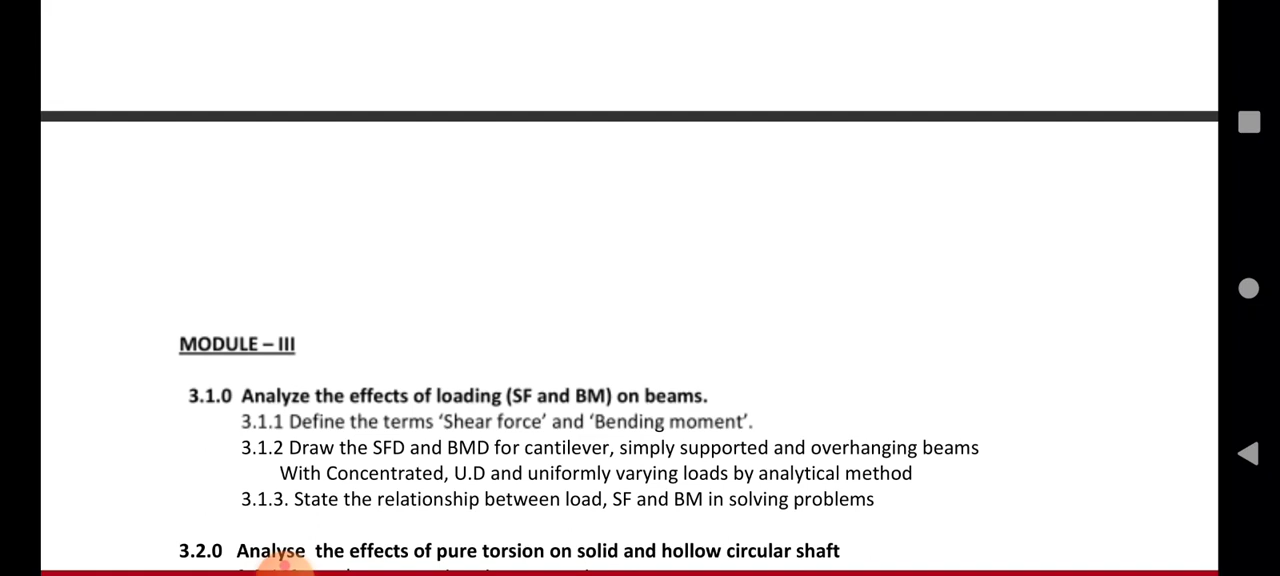 MODULE – III
3.1.0 Analyze the effects of loading (SF and BM) on beams.
3.1.1 Define the terms ‘Shear force’ and ‘Bending moment’.
3.1.2 Draw the SFD and BMD for cantilever, simply supported and overhanging beams
With Concentrated, U.D and uniformly varying loads by analytical method
3.1.3. State the relationship between load, SF and BM in solving problems
3.2.0 Analyse the effects of pure torsion on solid and hollow circular shaft